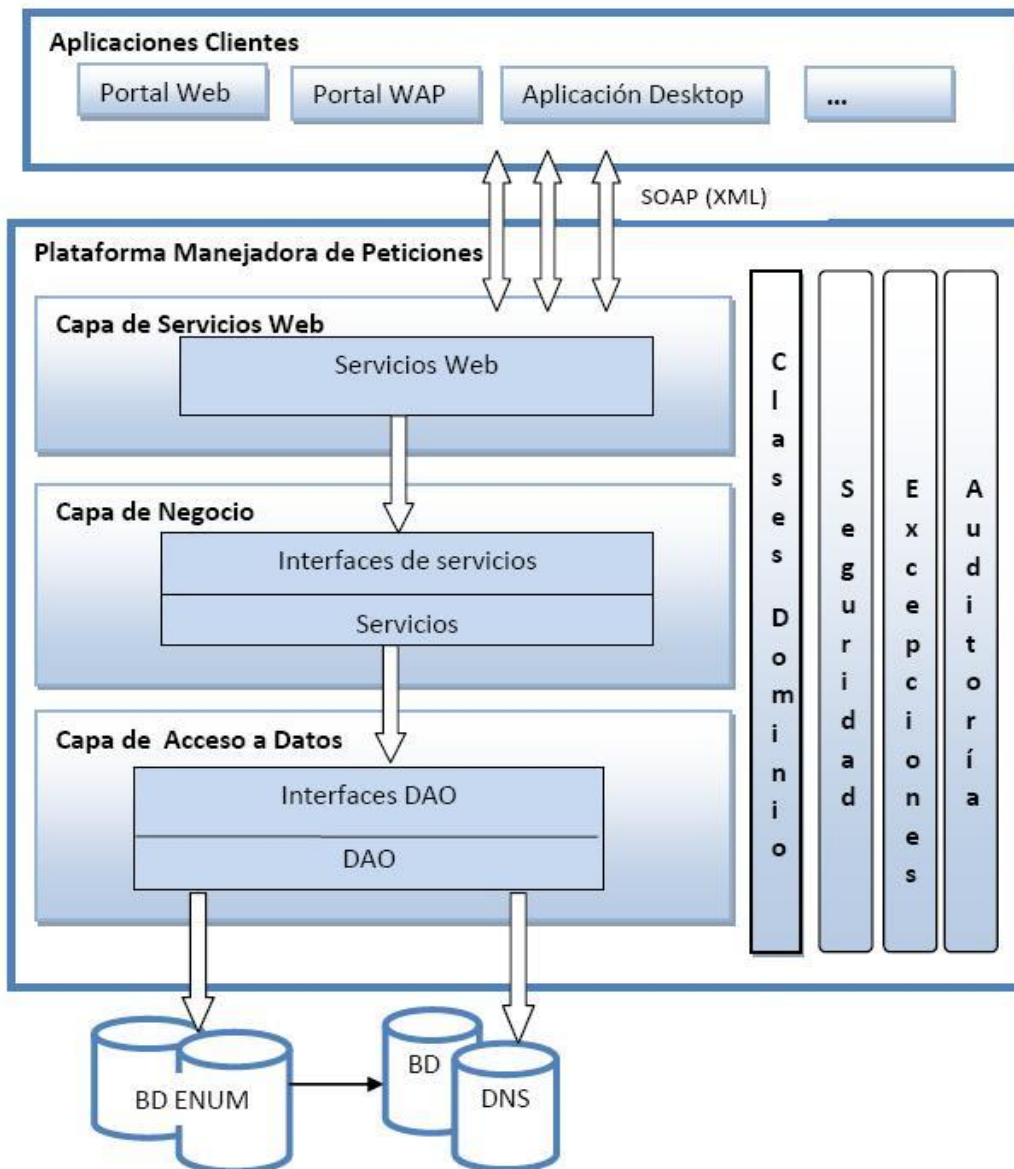 Aplicaciones Clientes
Portal Web
Portal WAP
Aplicación Desktop
...
SOAP (XML)
Plataforma Manejadora de Peticiones
Capa de Servicios Web
Servicios Web
Capa de Negocio
Interfaces de servicios
Servicios
Capa de Acceso a Datos
Interfaces DAO
DAO
Clases Dominio
Seguridad
Excepciones
Auditoría
BD ENUM
BD
DNS